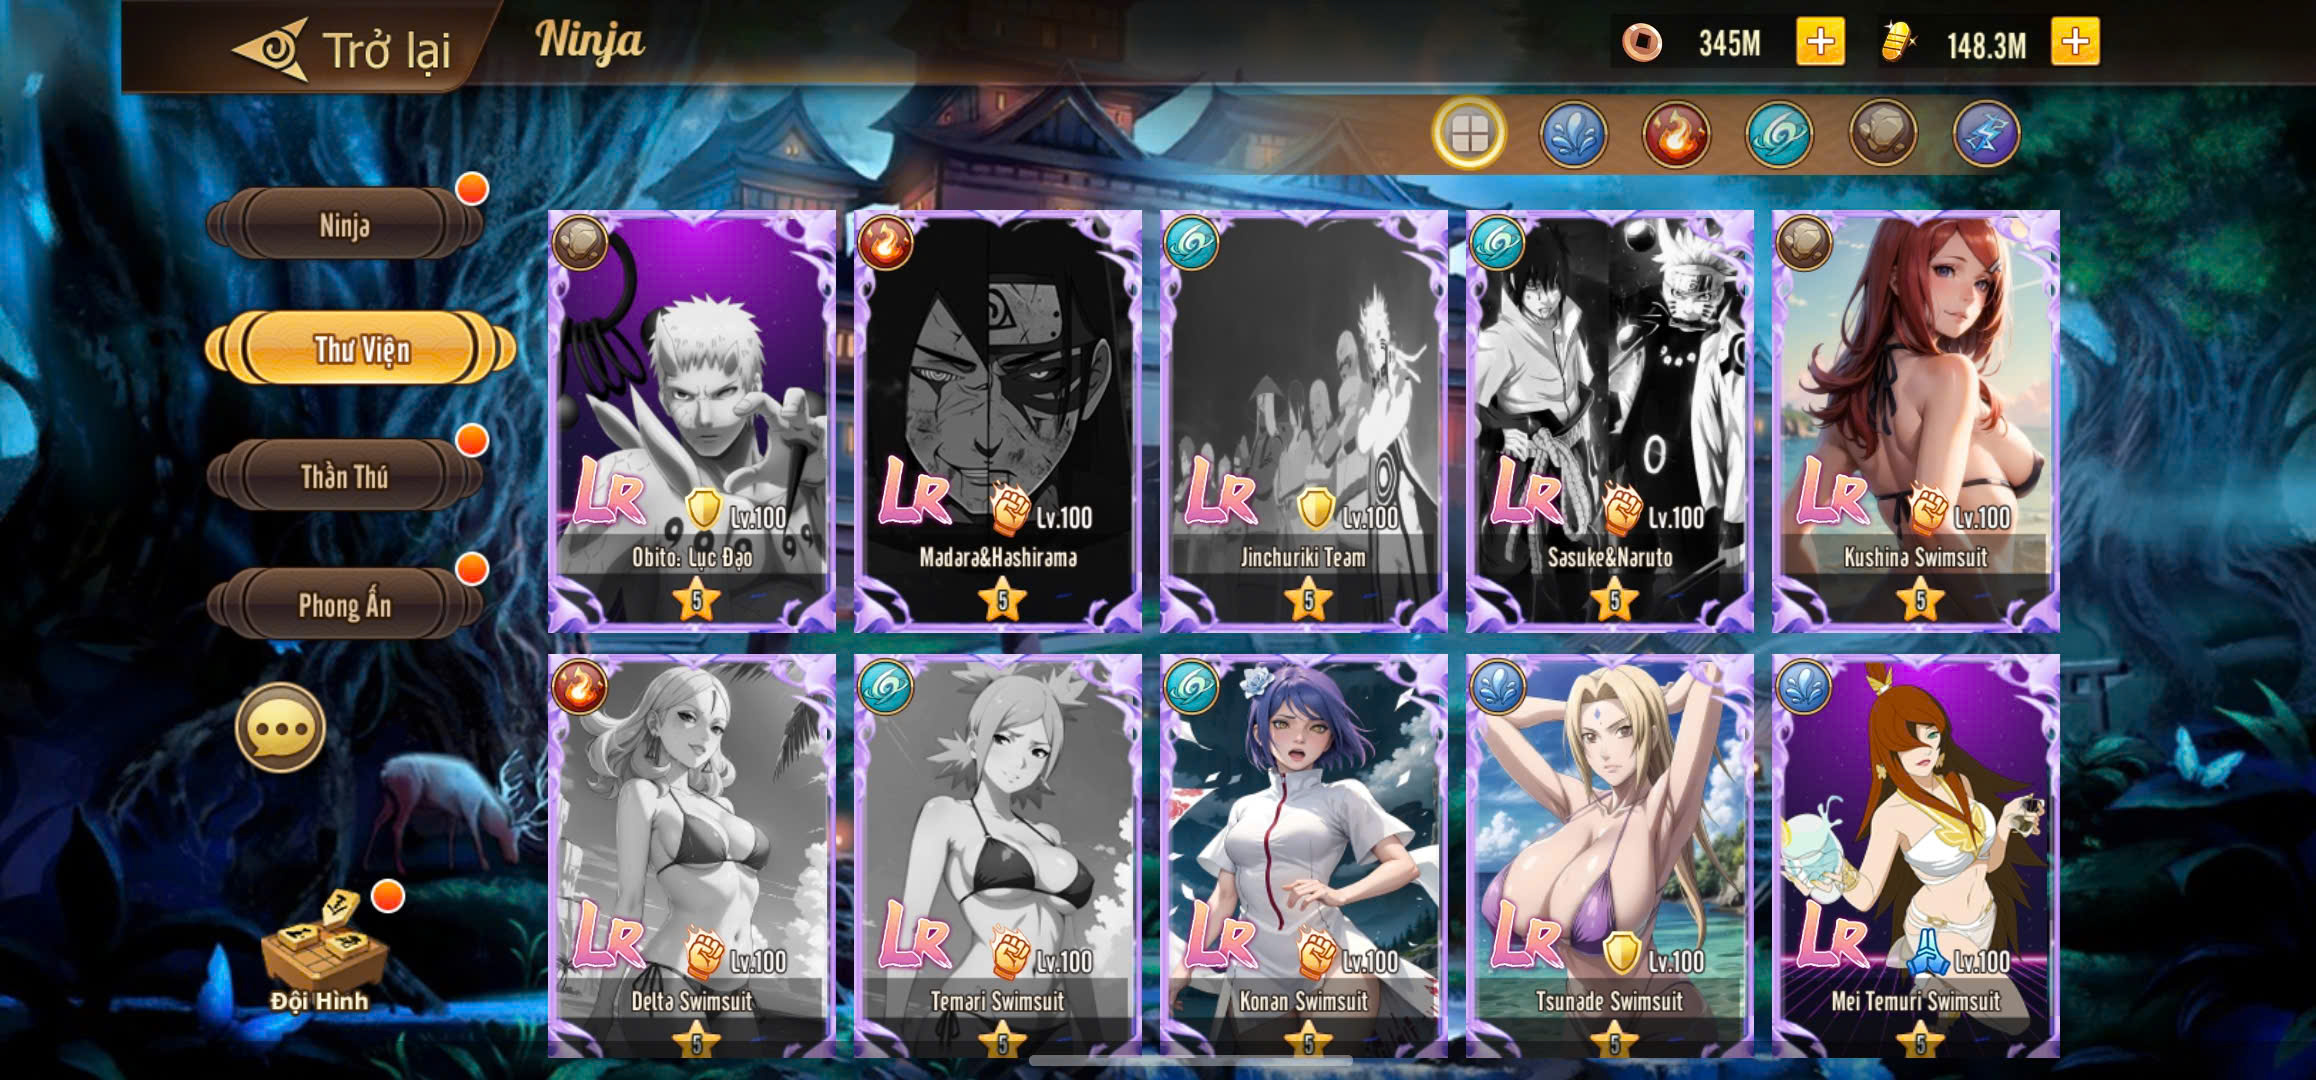 Trở lại
Ninja
345M
148.3M
Ninja
Thư Viện
Thần Thú
Phong Ấn
Đội Hình
LR
Lv.100
Obito: Lục Đạo
5
LR
Lv.100
Madara&Hashirama
5
LR
Lv.100
Jinchuriki Team
5
LR
Lv.100
Sasuke&Naruto
5
LR
Lv.100
Kushina Swimsuit
5
LR
Lv.100
Delta Swimsuit
5
LR
Lv.100
Temari Swimsuit
5
LR
Lv.100
Konan Swimsuit
5
LR
Lv.100
Tsunade Swimsuit
5
LR
Lv.100
Mei Temuri Swimsuit
5